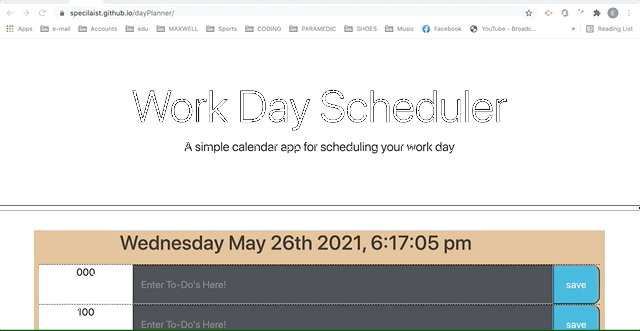 specilaist.github.io/dayPlanner/
Apps e-mail Accounts edu MAXWELL Sports CODING PARAMEDIC SHOES Music Facebook YouTube - Broadc... » Reading List
Work Day Scheduler
A simple calendar app for scheduling your work day
Wednesday May 26th 2021, 6:17:05 pm
000
Enter To-Do's Here!
save
100
Enter To-Do's Here!
save